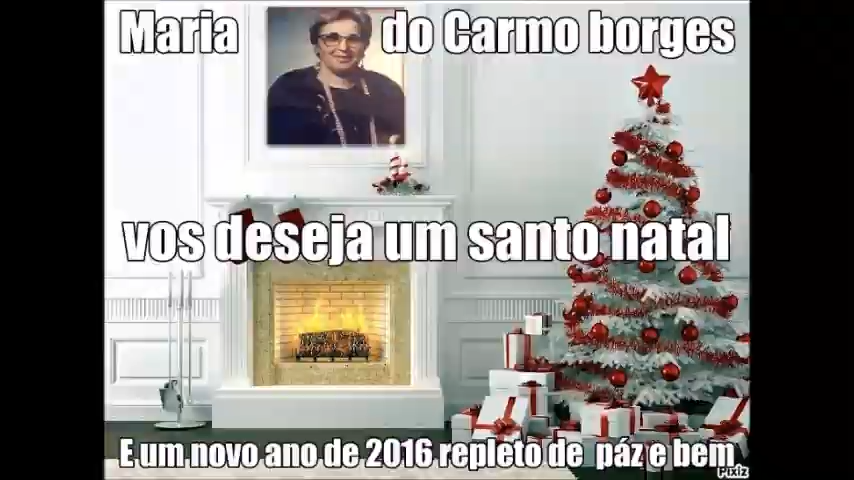 Maria do Carmo borges
vos deseja um santo natal
E um novo ano de 2016 repleto de páz e bem
Pixiz